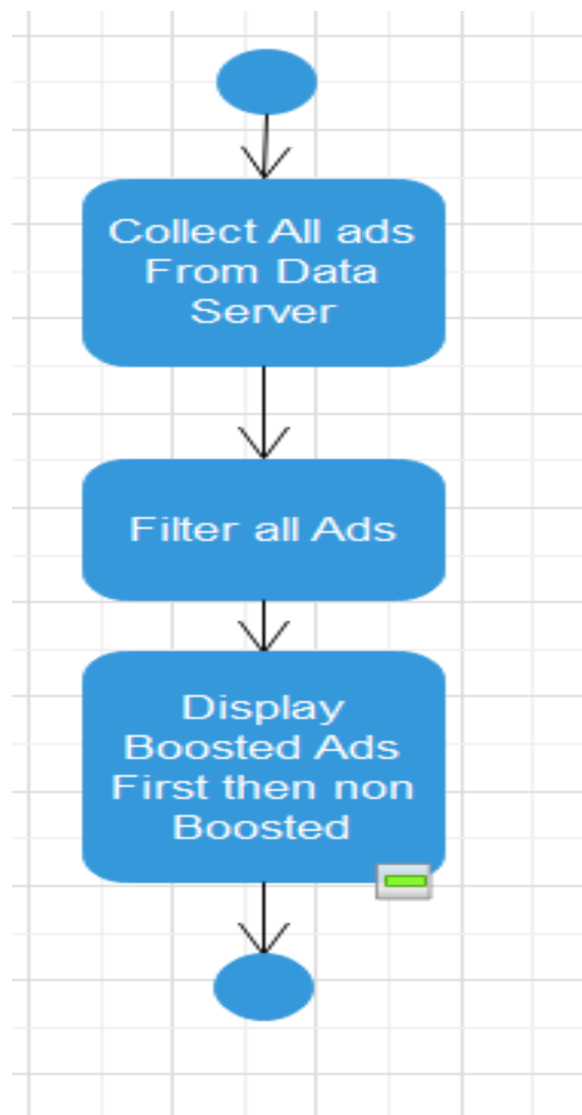 Collect All ads
From Data
Server
Filter all Ads
Display
Boosted Ads
First then non
Boosted